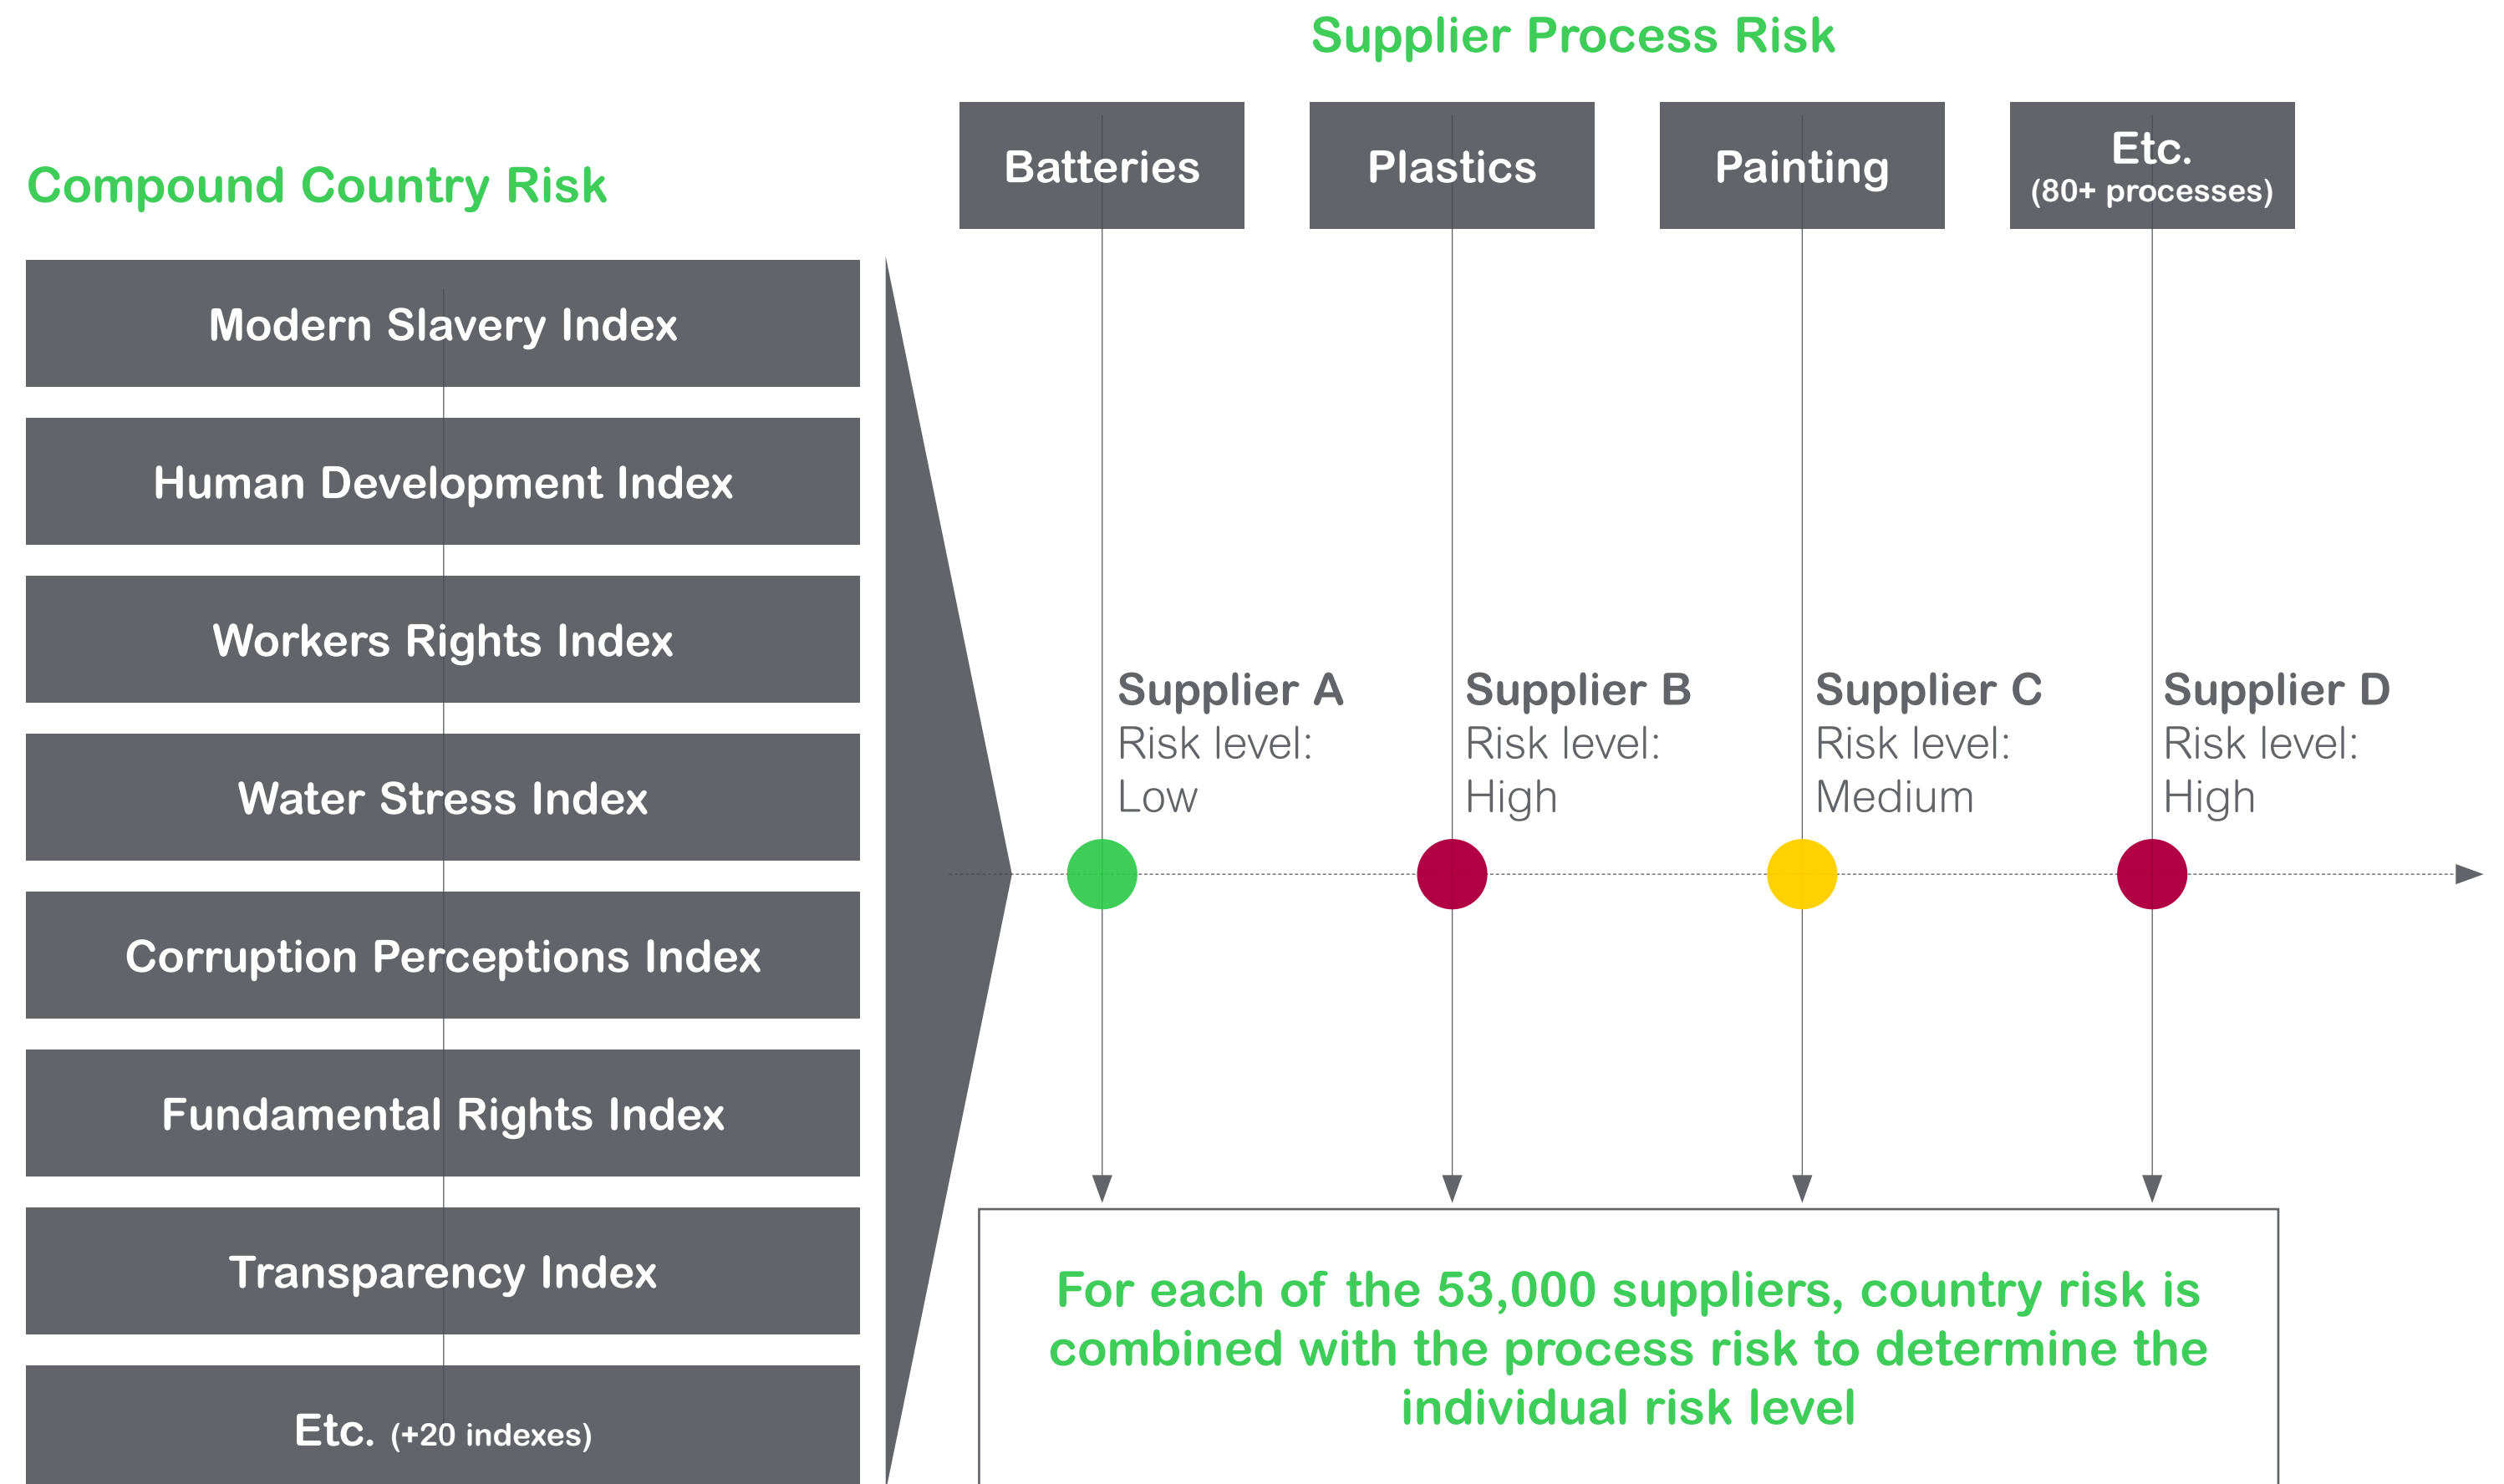 Supplier Process Risk
Batteries
Plastics
Painting
Etc.
(80+ processes)
Compound Country Risk
Modern Slavery Index
Human Development Index
Workers Rights Index
Water Stress Index
Corruption Perceptions Index
Fundamental Rights Index
Transparency Index
Etc. (+20 indexes)
Supplier A
Risk level:
Low
Supplier B
Risk level:
High
Supplier C
Risk level:
Medium
Supplier D
Risk level:
High
For each of the 53,000 suppliers, country risk is
combined with the process risk to determine the
individual risk level